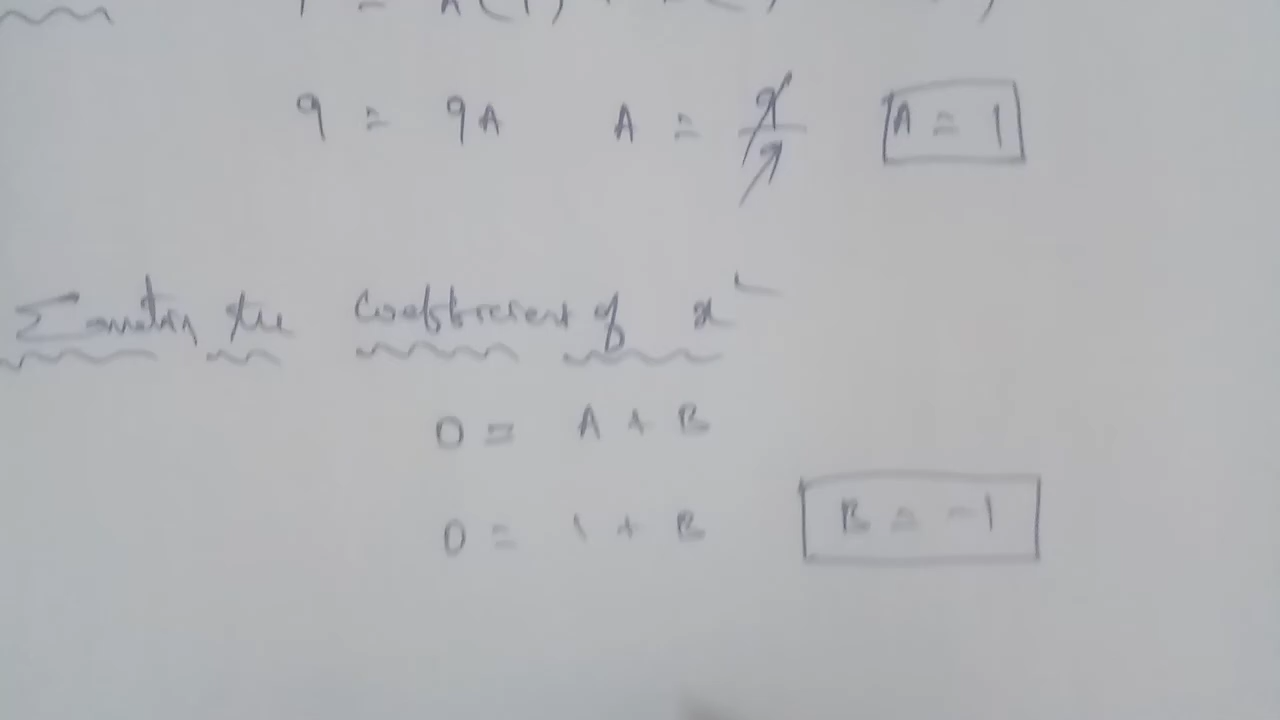 9 = 9A A = 9/9 A = 1
Equating the coefficient of x²
0 = A + B
0 = 1 + B B = -1